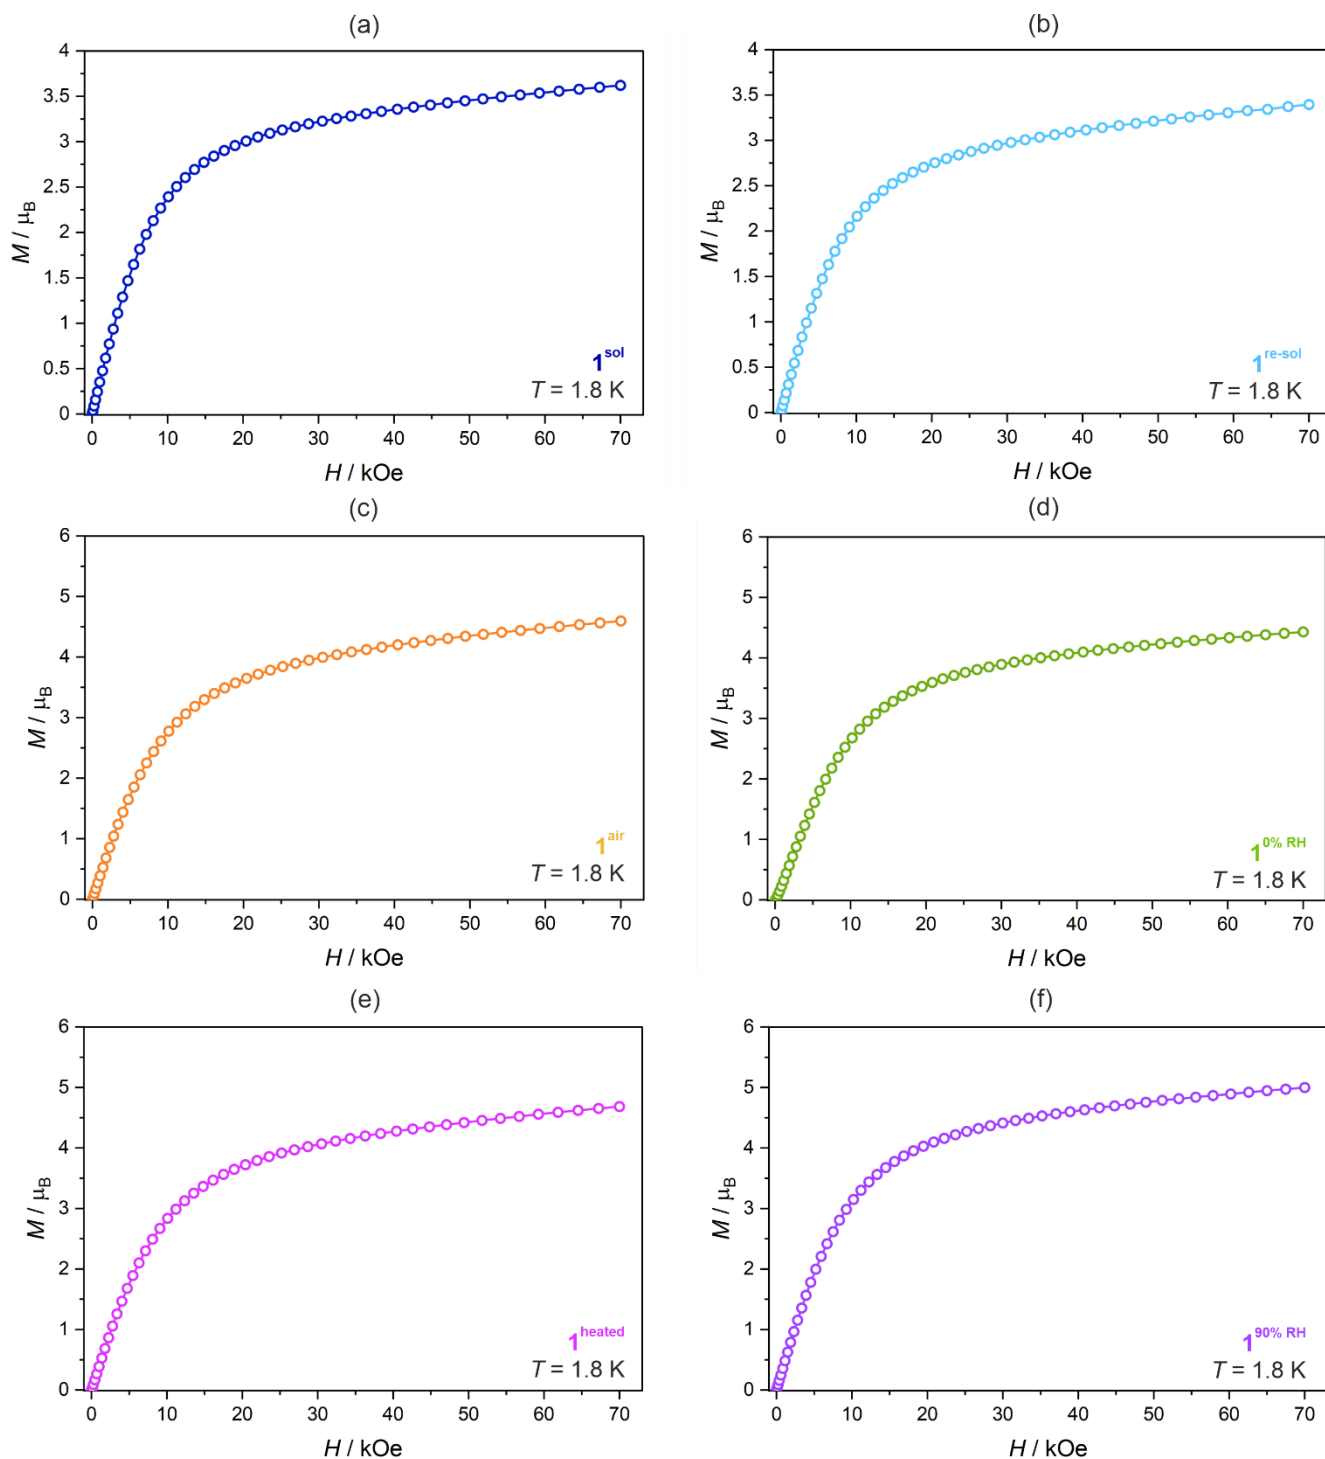 (a)
4
3.5
3
2.5
2
1.5
1
0.5
0
M / μB
1sol
T = 1.8 K
0 10 20 30 40 50 60 70
H / kOe
(b)
4
3.5
3
2.5
2
1.5
1
0.5
0
M / μB
1re-sol
T = 1.8 K
0 10 20 30 40 50 60 70
H / kOe
(c)
6
5
4
3
2
1
0
M / μB
1air
T = 1.8 K
0 10 20 30 40 50 60 70
H / kOe
(d)
6
5
4
3
2
1
0
M / μB
10% RH
T = 1.8 K
0 10 20 30 40 50 60 70
H / kOe
(e)
6
5
4
3
2
1
0
M / μB
1heated
T = 1.8 K
0 10 20 30 40 50 60 70
H / kOe
(f)
6
5
4
3
2
1
0
M / μB
190% RH
T = 1.8 K
0 10 20 30 40 50 60 70
H / kOe